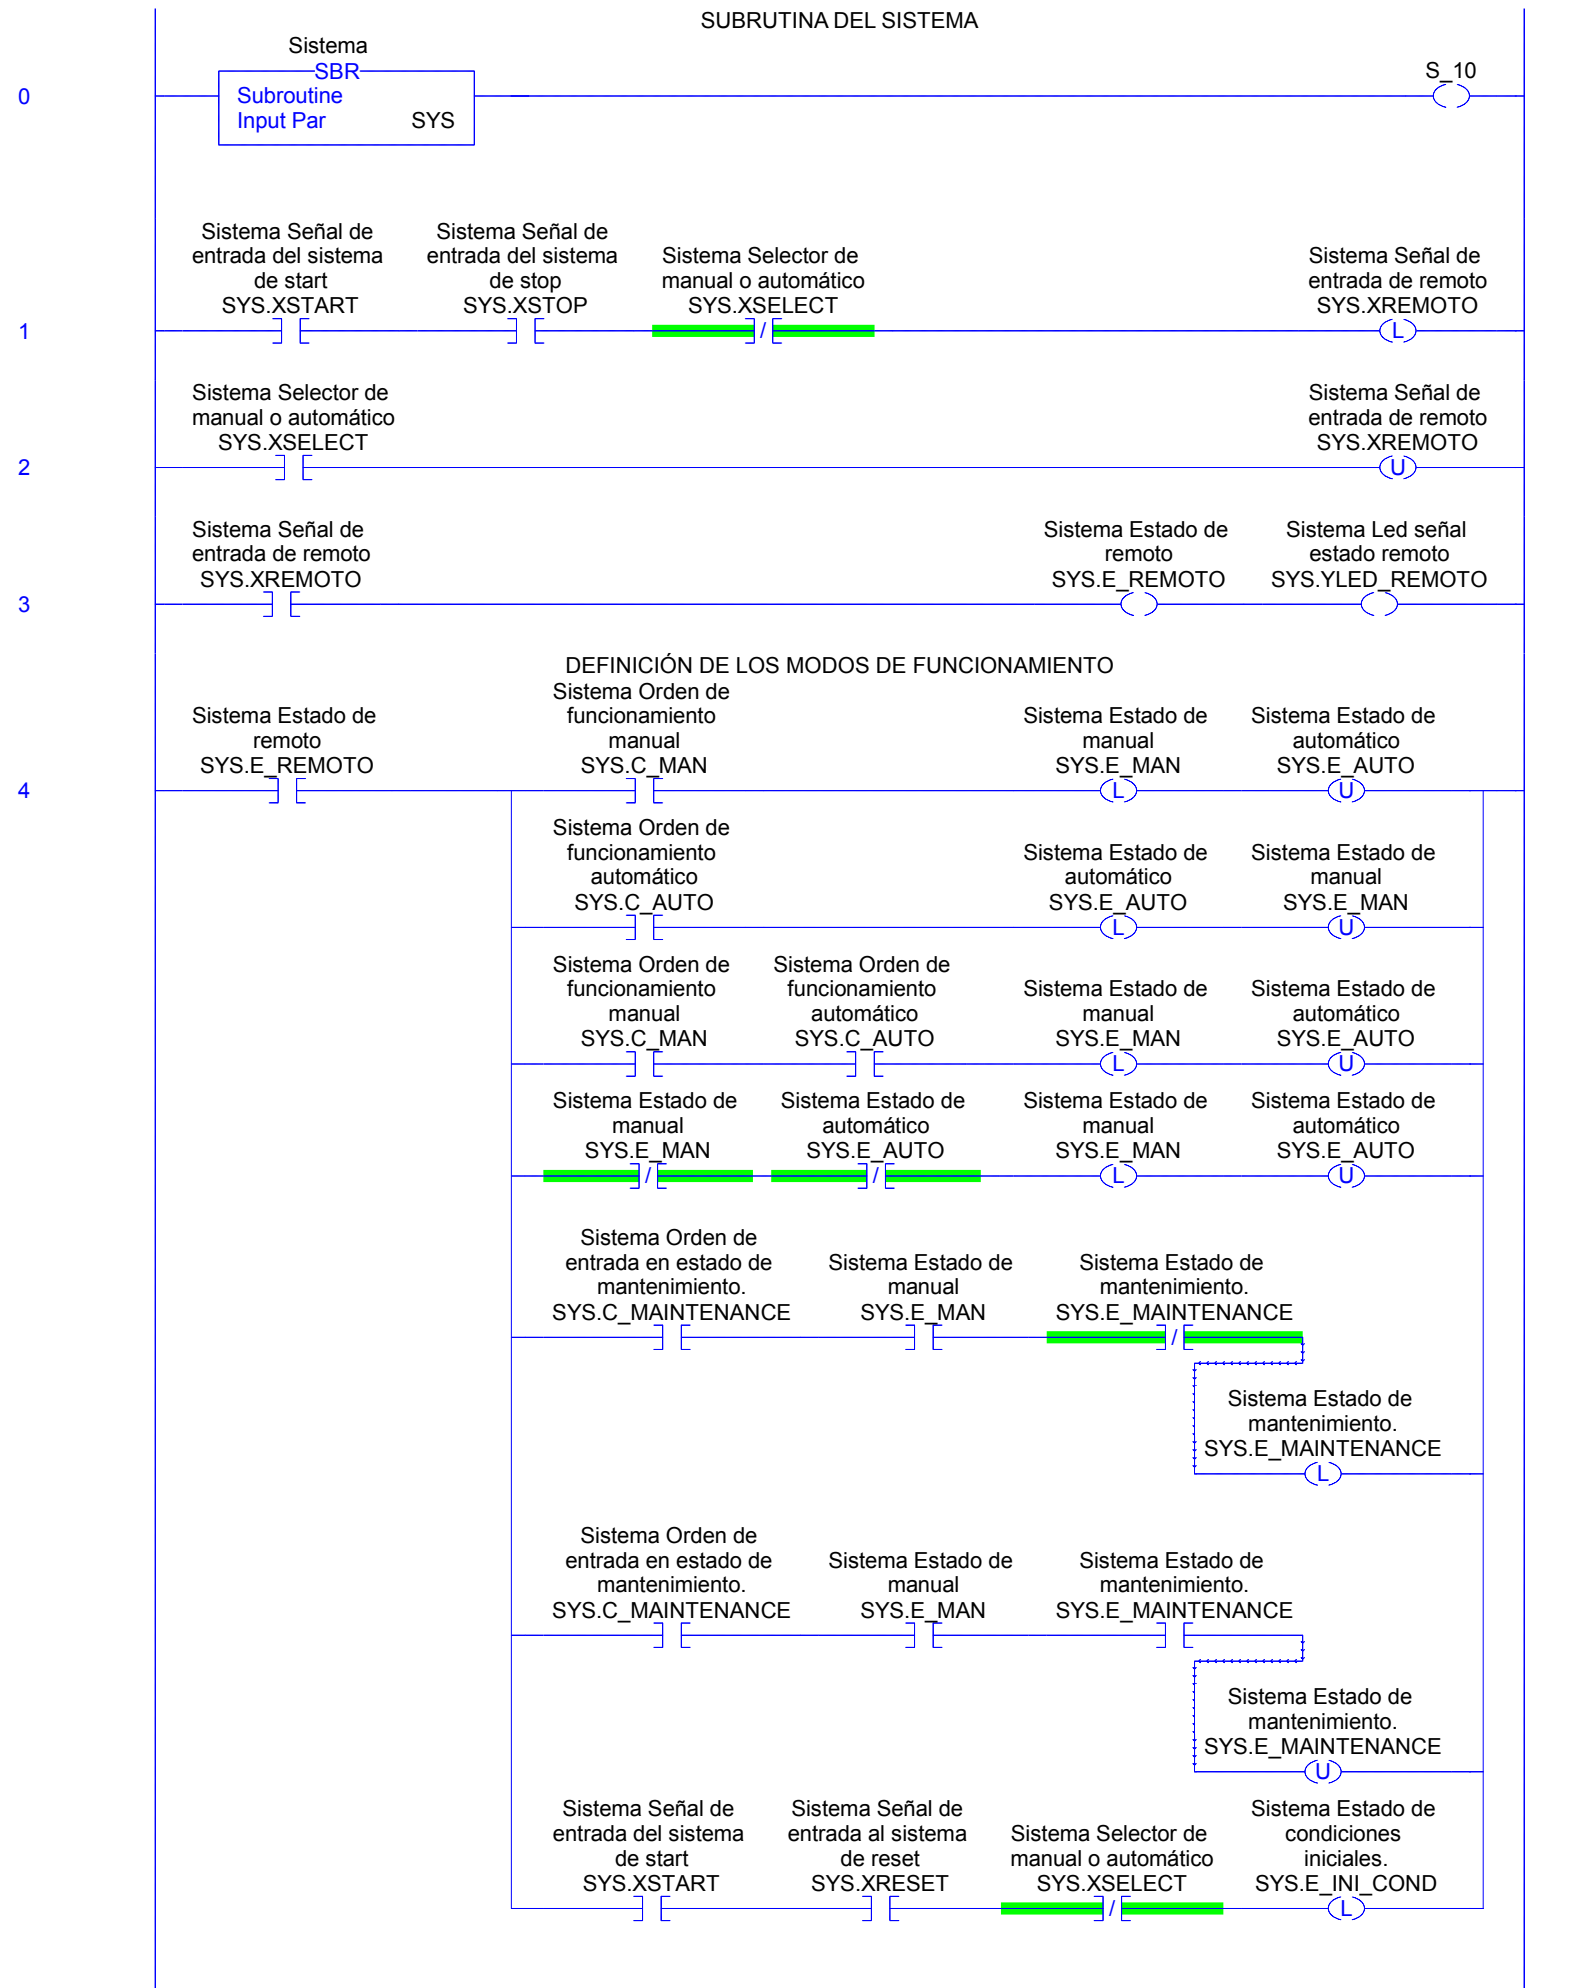 SUBRUTINA DEL SISTEMA
Sistema
SBR
Subroutine
Input Par SYS
S_10
0
Sistema Señal de
entrada del sistema
de start
SYS.XSTART
Sistema Señal de
entrada del sistema
de stop
SYS.XSTOP
Sistema Selector de
manual o automático
SYS.XSELECT
/
Sistema Señal de
entrada de remoto
SYS.XREMOTO
L
1
Sistema Selector de
manual o automático
SYS.XSELECT
Sistema Señal de
entrada de remoto
SYS.XREMOTO
U
2
Sistema Señal de
entrada de remoto
SYS.XREMOTO
Sistema Estado de
remoto
SYS.E_REMOTO
Sistema Led señal
estado remoto
SYS.YLED_REMOTO
3
DEFINICIÓN DE LOS MODOS DE FUNCIONAMIENTO
Sistema Estado de
remoto
SYS.E_REMOTO
Sistema Orden de
funcionamiento
manual
SYS.C_MAN
Sistema Estado de
manual
SYS.E_MAN
L
Sistema Estado de
automático
SYS.E_AUTO
U
4
Sistema Orden de
funcionamiento
automático
SYS.C_AUTO
Sistema Estado de
automático
SYS.E_AUTO
L
Sistema Estado de
manual
SYS.E_MAN
U
Sistema Orden de
funcionamiento
manual
SYS.C_MAN
Sistema Orden de
funcionamiento
automático
SYS.C_AUTO
Sistema Estado de
manual
SYS.E_MAN
L
Sistema Estado de
automático
SYS.E_AUTO
U
Sistema Estado de
manual
SYS.E_MAN
/
Sistema Estado de
automático
SYS.E_AUTO
/
Sistema Estado de
manual
SYS.E_MAN
L
Sistema Estado de
automático
SYS.E_AUTO
U
Sistema Orden de
entrada en estado de
mantenimiento.
SYS.C_MAINTENANCE
Sistema Estado de
manual
SYS.E_MAN
Sistema Estado de
mantenimiento.
SYS.E_MAINTENANCE
/
Sistema Estado de
mantenimiento.
SYS.E_MAINTENANCE
L
Sistema Orden de
entrada en estado de
mantenimiento.
SYS.C_MAINTENANCE
Sistema Estado de
manual
SYS.E_MAN
Sistema Estado de
mantenimiento.
SYS.E_MAINTENANCE
Sistema Estado de
mantenimiento.
SYS.E_MAINTENANCE
U
Sistema Señal de
entrada del sistema
de start
SYS.XSTART
Sistema Señal de
entrada al sistema
de reset
SYS.XRESET
Sistema Selector de
manual o automático
SYS.XSELECT
/
Sistema Estado de
condiciones
iniciales.
SYS.E_INI_COND
L